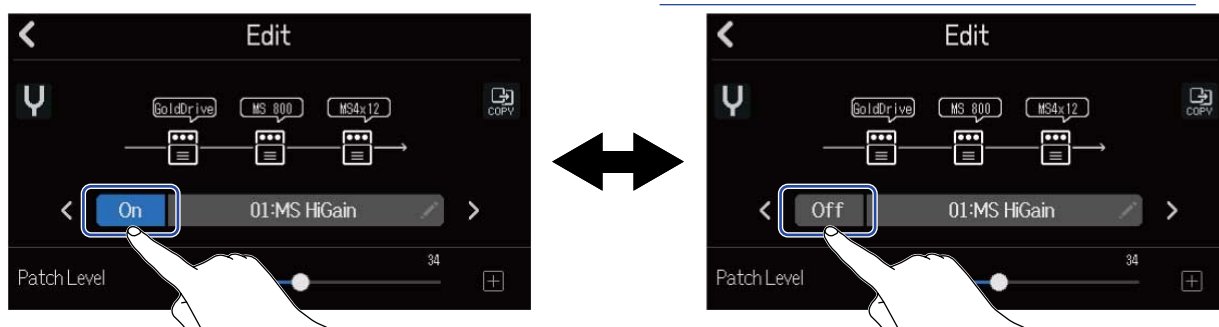 Edit
GoldDrive MS 800 MS4x12
COPY
On 01:MS HiGain
34
Patch Level
Edit
GoldDrive MS 800 MS4x12
COPY
Off 01:MS HiGain
34
Patch Level